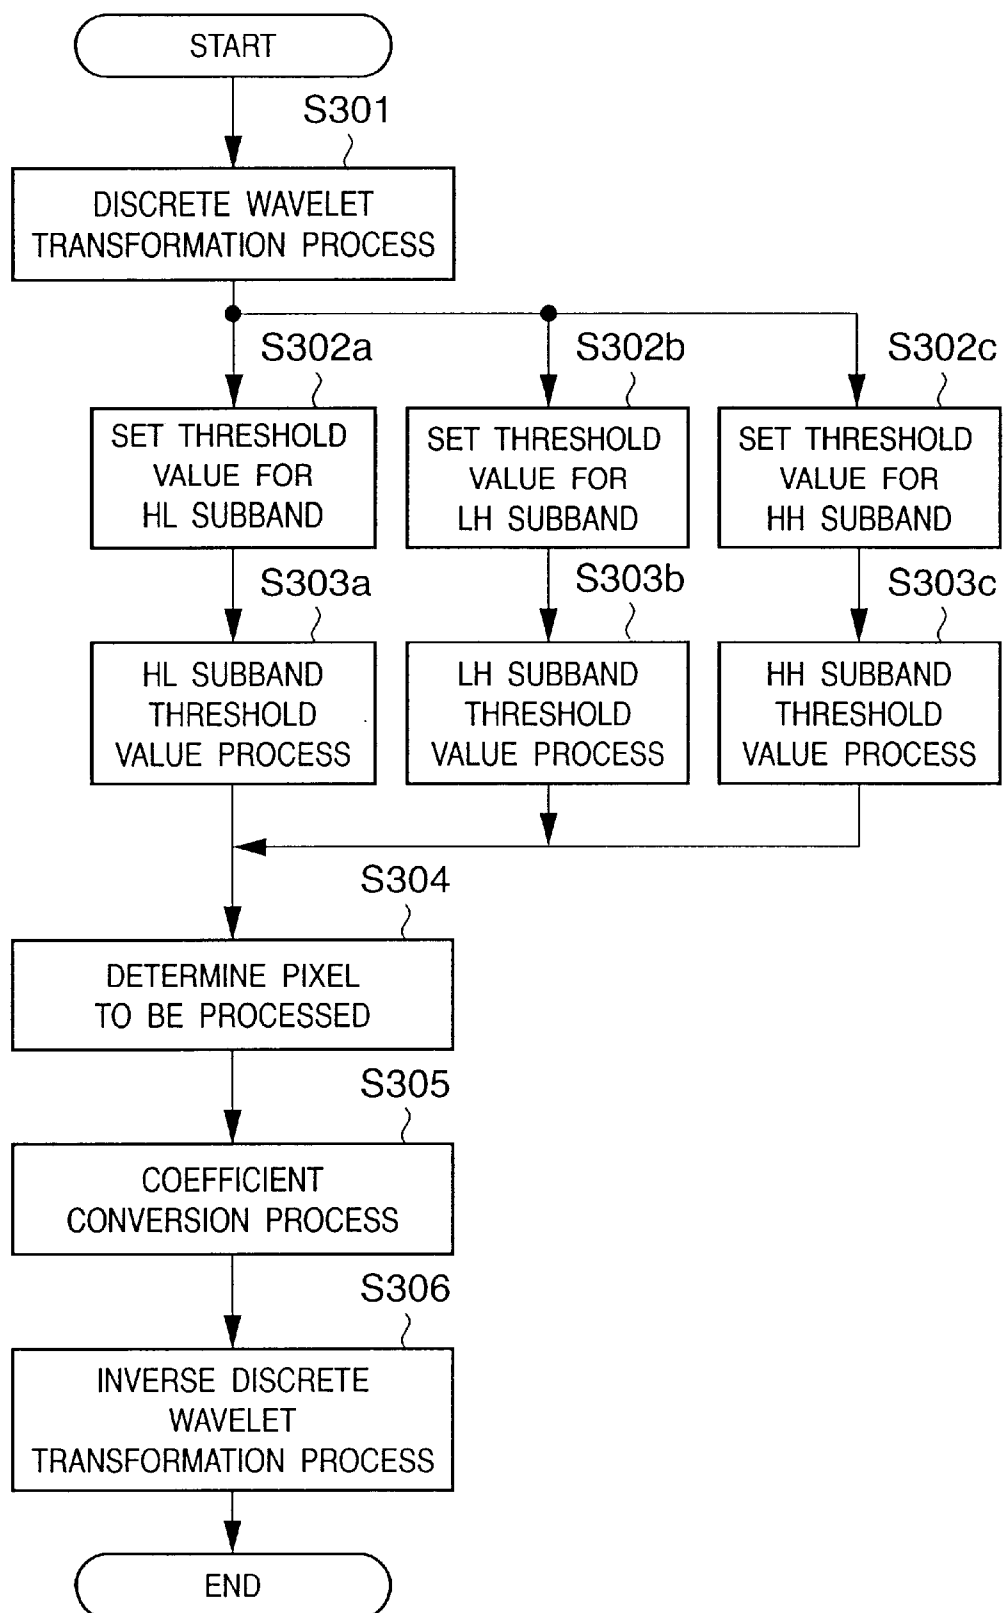 START
S301
DISCRETE WAVELET
TRANSFORMATION PROCESS
S302a
SET THRESHOLD
VALUE FOR
HL SUBBAND
S302b
SET THRESHOLD
VALUE FOR
LH SUBBAND
S302c
SET THRESHOLD
VALUE FOR
HH SUBBAND
S303a
HL SUBBAND
THRESHOLD
VALUE PROCESS
S303b
LH SUBBAND
THRESHOLD
VALUE PROCESS
S303c
HH SUBBAND
THRESHOLD
VALUE PROCESS
S304
DETERMINE PIXEL
TO BE PROCESSED
S305
COEFFICIENT
CONVERSION PROCESS
S306
INVERSE DISCRETE
WAVELET
TRANSFORMATION PROCESS
END